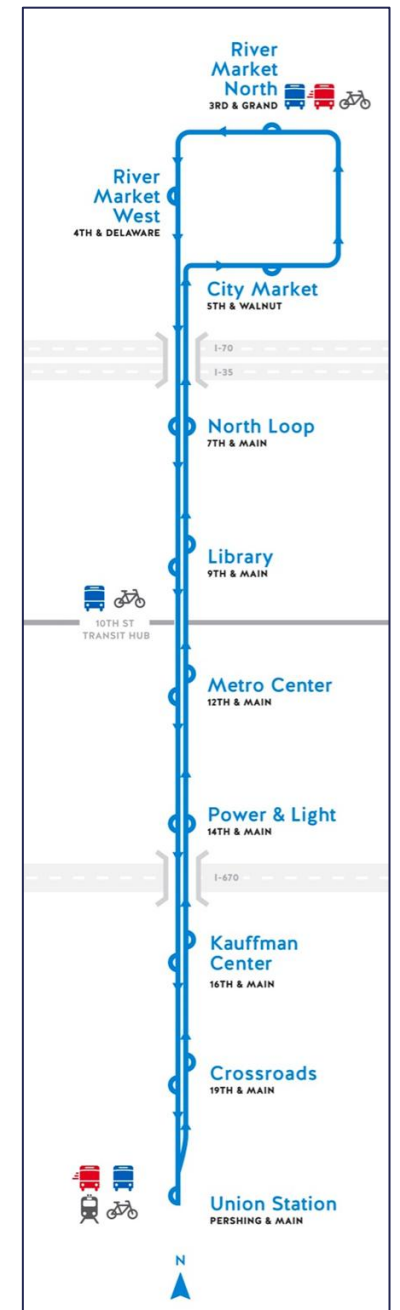 River
Market
North
3RD & GRAND
River
Market
West
4TH & DELAWARE
City Market
5TH & WALNUT
I-70
I-35
North Loop
7TH & MAIN
Library
9TH & MAIN
10TH ST
TRANSIT HUB
Metro Center
12TH & MAIN
Power & Light
14TH & MAIN
I-670
Kauffman
Center
16TH & MAIN
Crossroads
19TH & MAIN
Union Station
PERSHING & MAIN
N